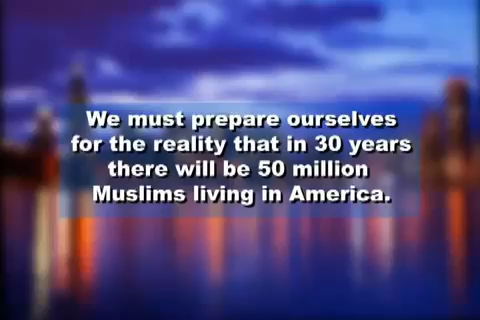 We must prepare ourselves
for the reality that in 30 years
there will be 50 million
Muslims living in America.